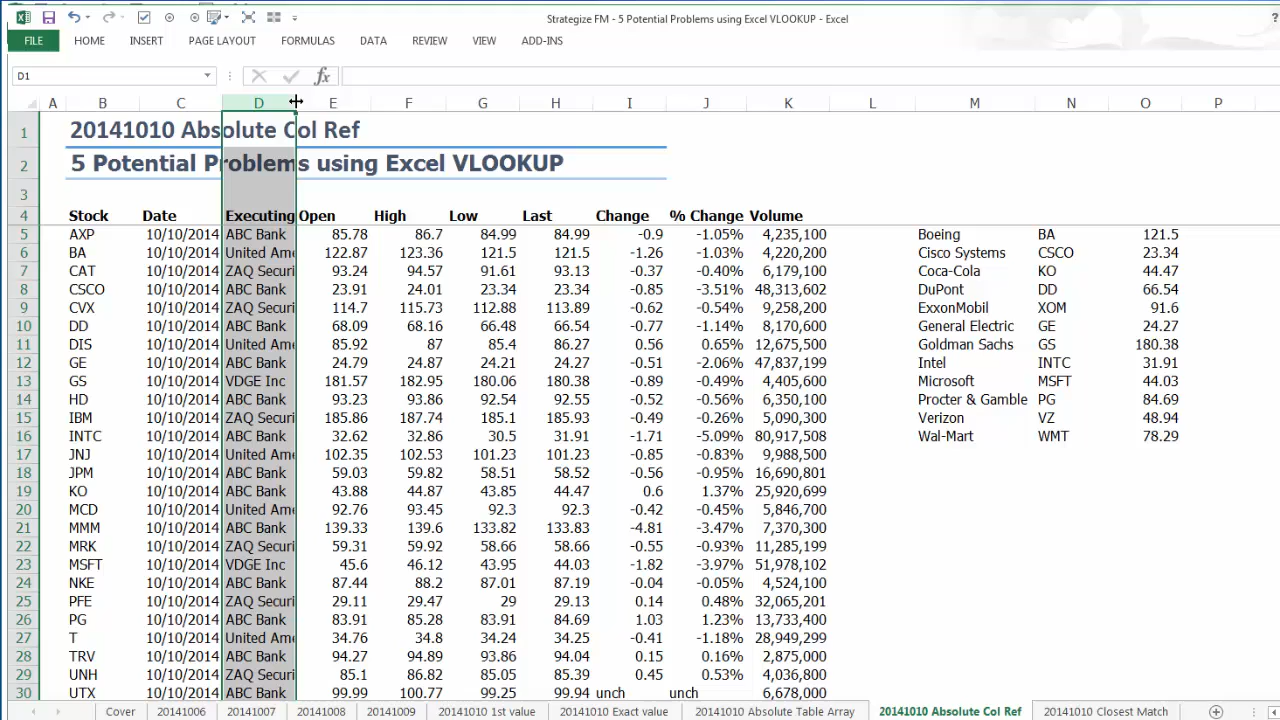 Strategize FM - 5 Potential Problems using Excel VLOOKUP - Excel
?
FILE HOME INSERT PAGE LAYOUT FORMULAS DATA REVIEW VIEW ADD-INS
D1 fx
A B C D E F G H I J K L M N O P
1 20141010 Absolute Col Ref
2 5 Potential Problems using Excel VLOOKUP
3
4 Stock Date Executing Open High Low Last Change % Change Volume
5 AXP 10/10/2014 ABC Bank 85.78 86.7 84.99 84.99 -0.9 -1.05% 4,235,100 Boeing BA 121.5
6 BA 10/10/2014 United Ame 122.87 123.36 121.5 121.5 -1.26 -1.03% 4,220,200 Cisco Systems CSCO 23.34
7 CAT 10/10/2014 ZAQ Securi 93.24 94.57 91.61 93.13 -0.37 -0.40% 6,179,100 Coca-Cola KO 44.47
8 CSCO 10/10/2014 ABC Bank 23.91 24.01 23.34 23.34 -0.85 -3.51% 48,313,602 DuPont DD 66.54
9 CVX 10/10/2014 ZAQ Securi 114.7 115.73 112.88 113.89 -0.62 -0.54% 9,258,200 ExxonMobil XOM 91.6
10 DD 10/10/2014 ABC Bank 68.09 68.16 66.48 66.54 -0.77 -1.14% 8,170,600 General Electric GE 24.27
11 DIS 10/10/2014 United Ame 85.92 87 85.4 86.27 0.56 0.65% 12,675,500 Goldman Sachs GS 180.38
12 GE 10/10/2014 ABC Bank 24.79 24.87 24.21 24.27 -0.51 -2.06% 47,837,199 Intel INTC 31.91
13 GS 10/10/2014 VDGE Inc 181.57 182.95 180.06 180.38 -0.89 -0.49% 4,405,600 Microsoft MSFT 44.03
14 HD 10/10/2014 ABC Bank 93.23 93.86 92.54 92.55 -0.52 -0.56% 6,350,100 Procter & Gamble PG 84.69
15 IBM 10/10/2014 ZAQ Securi 185.86 187.74 185.1 185.93 -0.49 -0.26% 5,090,300 Verizon VZ 48.94
16 INTC 10/10/2014 ABC Bank 32.62 32.86 30.5 31.91 -1.71 -5.09% 80,917,508 Wal-Mart WMT 78.29
17 JNJ 10/10/2014 United Ame 102.35 102.53 101.23 101.23 -0.85 -0.83% 9,988,500
18 JPM 10/10/2014 ABC Bank 59.03 59.82 58.51 58.52 -0.56 -0.95% 16,690,801
19 KO 10/10/2014 ABC Bank 43.88 44.87 43.85 44.47 0.6 1.37% 25,920,699
20 MCD 10/10/2014 United Ame 92.76 93.45 92.3 92.3 -0.42 -0.45% 5,846,700
21 MMM 10/10/2014 ABC Bank 139.33 139.6 133.82 133.83 -4.81 -3.47% 7,370,300
22 MRK 10/10/2014 ZAQ Securi 59.31 59.92 58.66 58.66 -0.55 -0.93% 11,285,199
23 MSFT 10/10/2014 VDGE Inc 45.6 46.12 43.95 44.03 -1.82 -3.97% 51,978,102
24 NKE 10/10/2014 ABC Bank 87.44 88.2 87.01 87.19 -0.04 -0.05% 4,524,100
25 PFE 10/10/2014 ZAQ Securi 29.11 29.47 29 29.13 0.14 0.48% 32,065,201
26 PG 10/10/2014 ABC Bank 83.91 85.28 83.91 84.69 1.03 1.23% 13,733,400
27 T 10/10/2014 United Ame 34.76 34.8 34.24 34.25 -0.41 -1.18% 28,949,299
28 TRV 10/10/2014 ABC Bank 94.27 94.89 93.86 94.04 0.15 0.16% 2,875,000
29 UNH 10/10/2014 ZAQ Securi 85.1 86.82 85.05 85.39 0.45 0.53% 4,036,800
30 UTX 10/10/2014 ABC Bank 99.99 100.77 99.25 99.94 unch unch 6,678,000
Cover 20141006 20141007 20141008 20141009 20141010 1st value 20141010 Exact value 20141010 Absolute Table Array 20141010 Absolute Col Ref 20141010 Closest Match